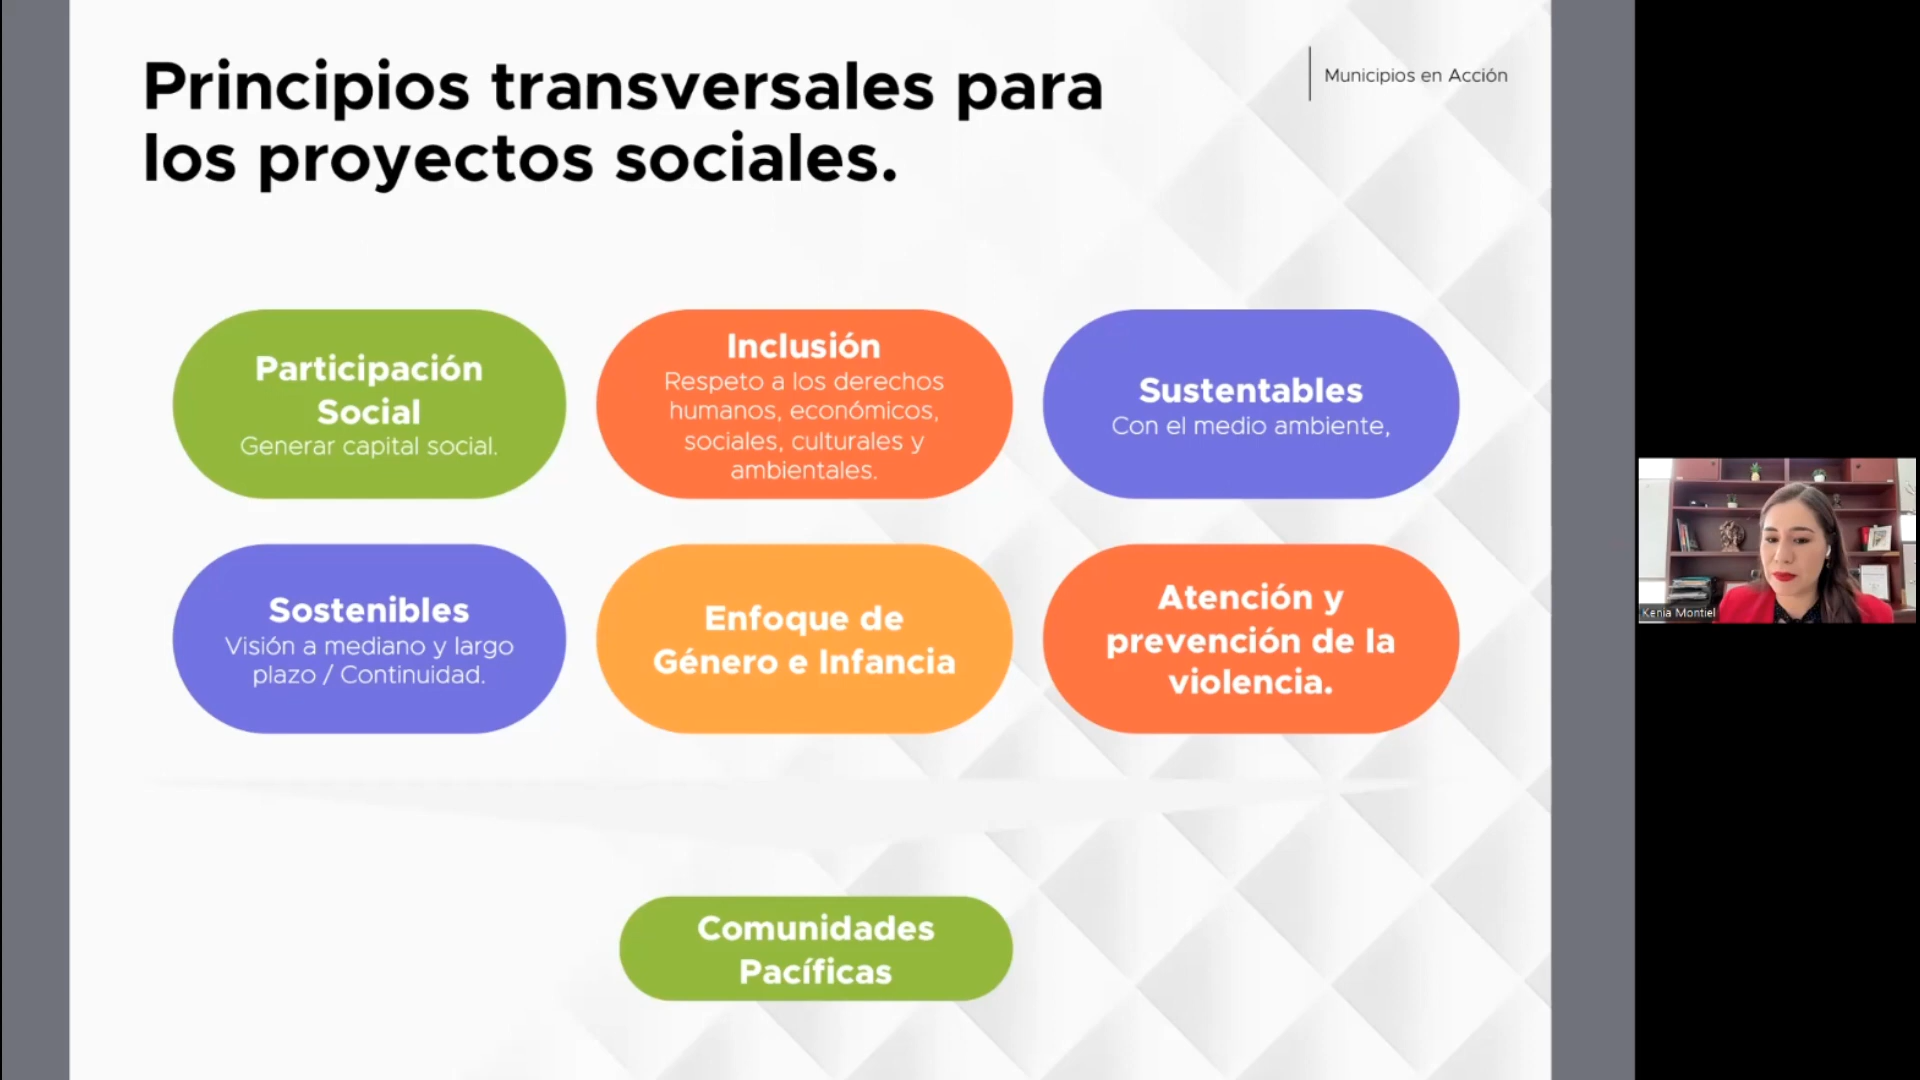 Principios transversales para
los proyectos sociales.
Municipios en Acción
Participación
Social
Generar capital social.
Inclusión
Respeto a los derechos
humanos, económicos,
sociales, culturales y
ambientales.
Sustentables
Con el medio ambiente,
Sostenibles
Visión a mediano y largo
plazo / Continuidad.
Enfoque de
Género e Infancia
Atención y
prevención de la
violencia.
Comunidades
Pacíficas
Kenia Montiel